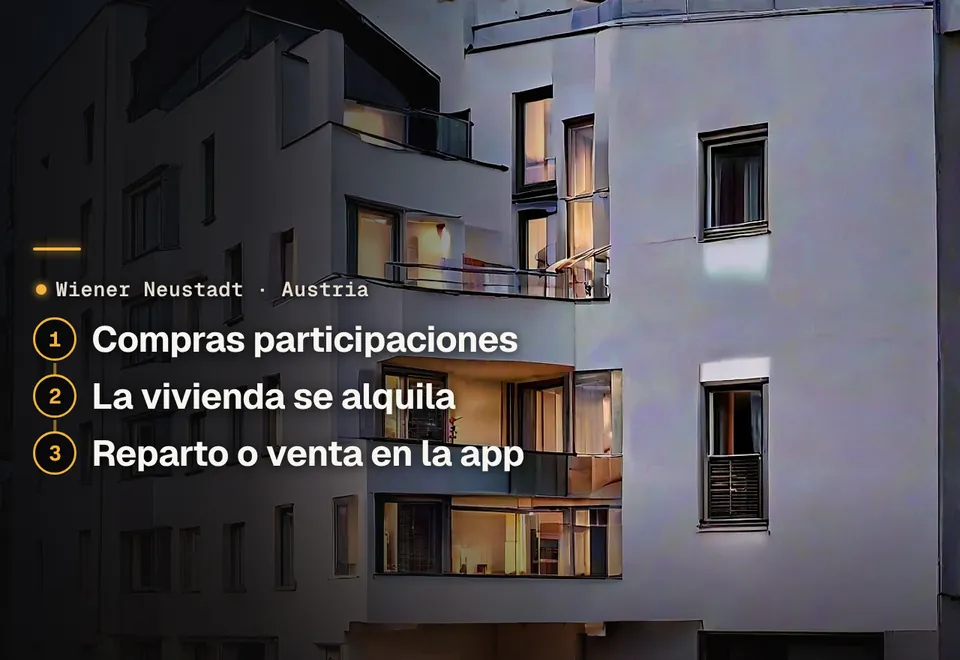 Wiener Neustadt · Austria
1 Compras participaciones
2 La vivienda se alquila
3 Reparto o venta en la app